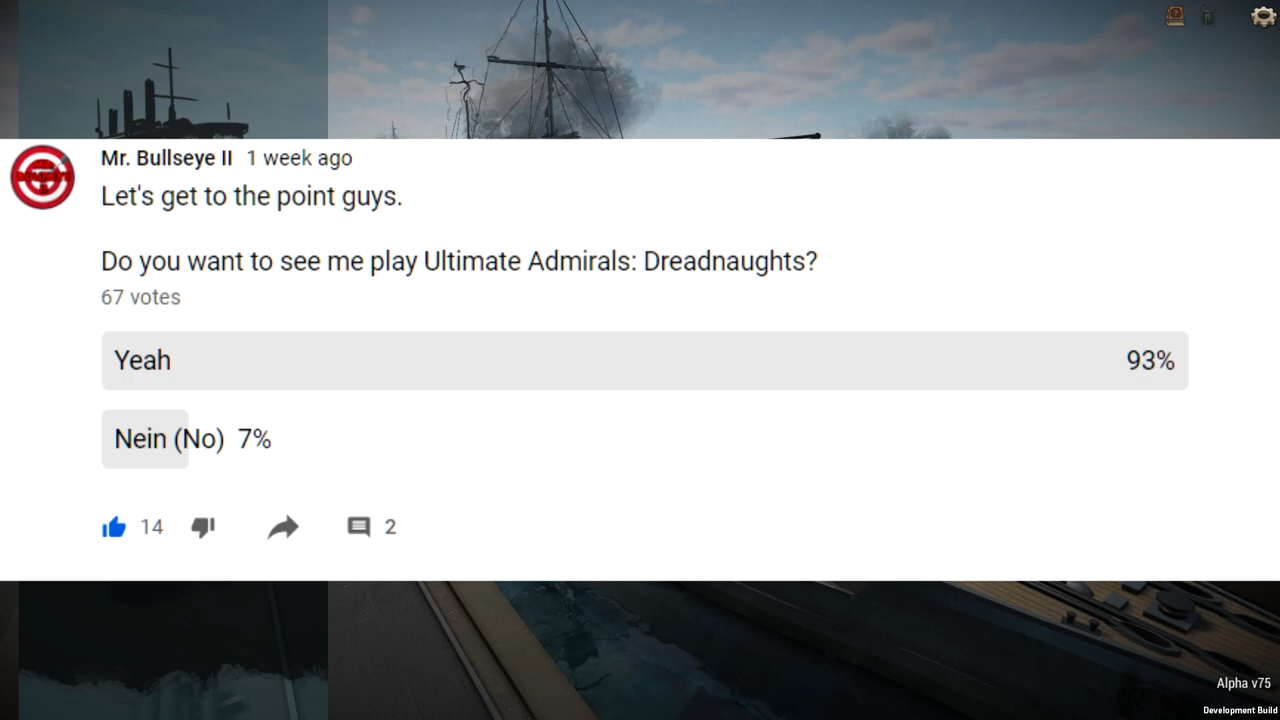 Mr. Bullseye II 1 week ago
Let's get to the point guys.
Do you want to see me play Ultimate Admirals: Dreadnaughts?
67 votes
Yeah 93%
Nein (No) 7%
14 2
Alpha v75
Development Build